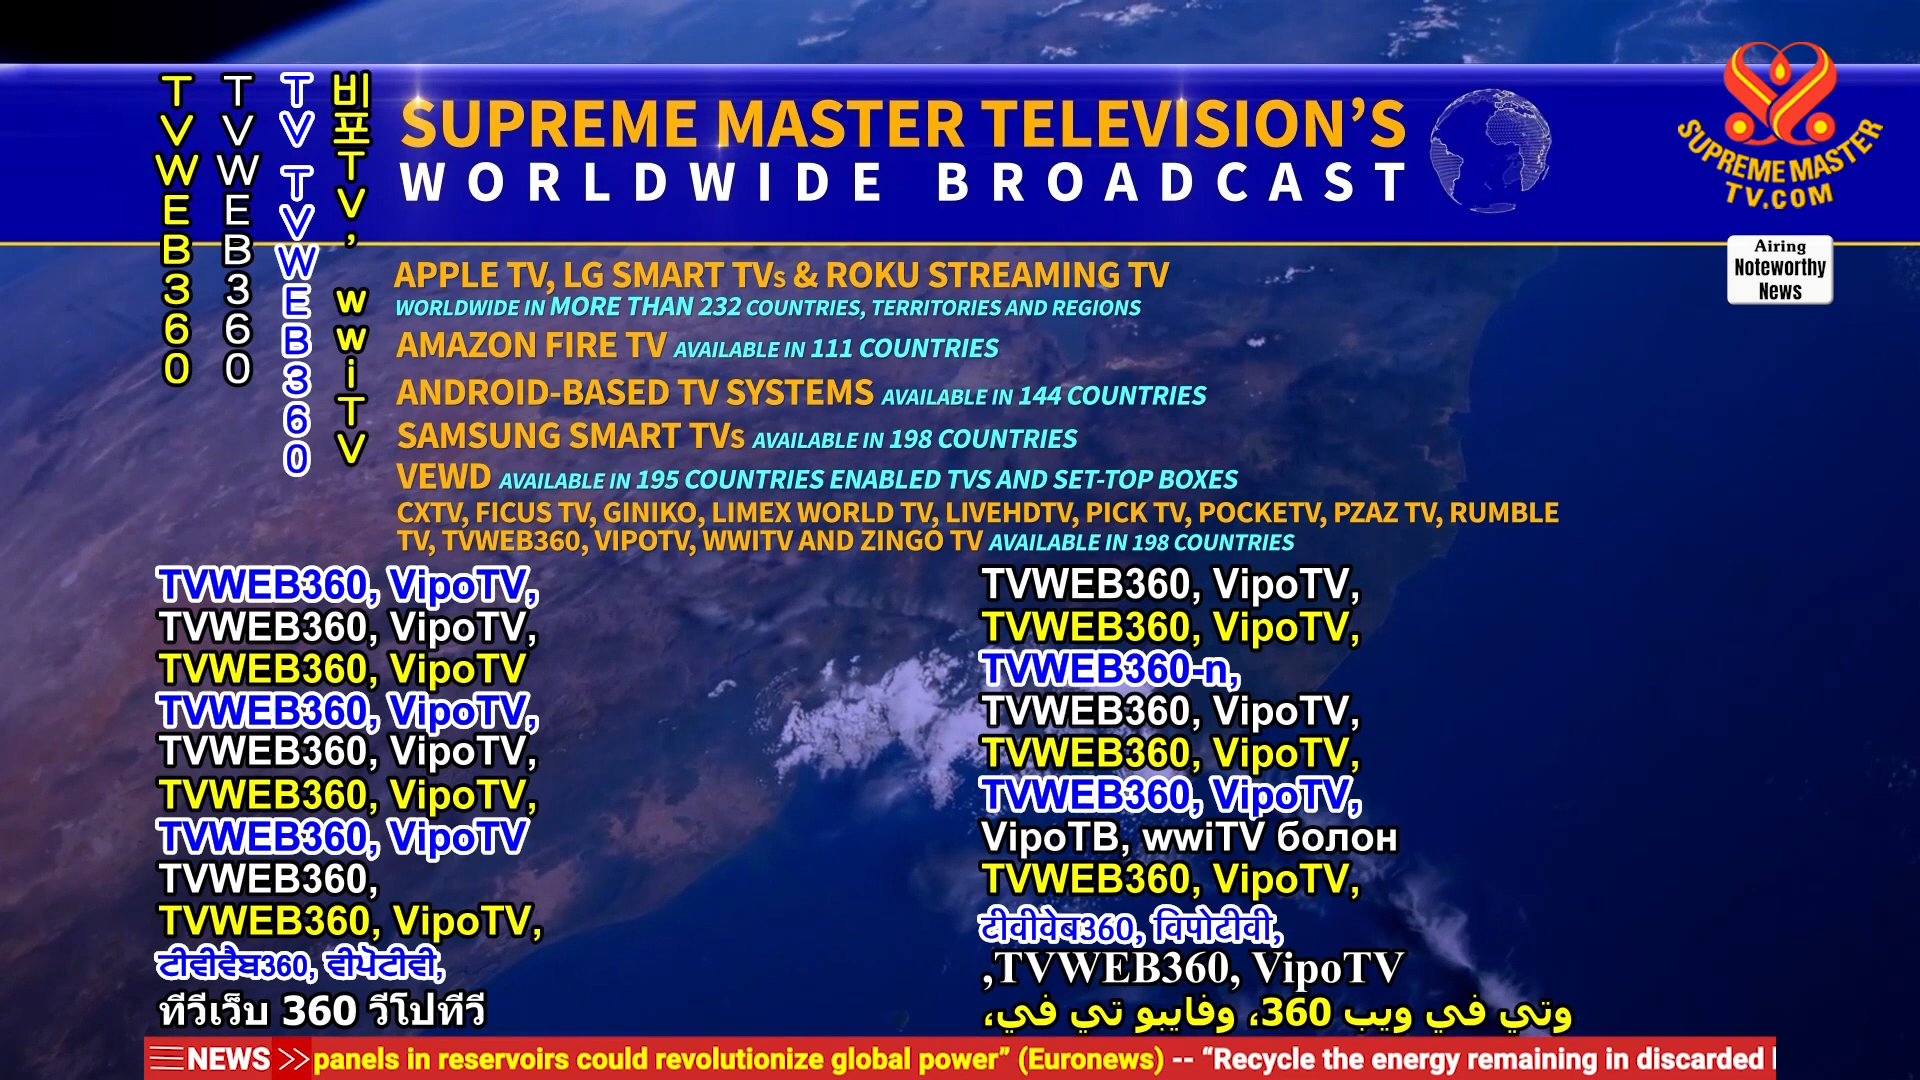 TVWEB360
TVWEB360
TV TVWEB360
비포TV, wwiTV
SUPREME MASTER TELEVISION'S
WORLDWIDE BROADCAST
SUPREME MASTER
TV.COM
Airing
Noteworthy
News
APPLE TV, LG SMART TVs & ROKU STREAMING TV
WORLDWIDE IN MORE THAN 232 COUNTRIES, TERRITORIES AND REGIONS
AMAZON FIRE TV AVAILABLE IN 111 COUNTRIES
ANDROID-BASED TV SYSTEMS AVAILABLE IN 144 COUNTRIES
SAMSUNG SMART TVs AVAILABLE IN 198 COUNTRIES
VEWD AVAILABLE IN 195 COUNTRIES ENABLED TVS AND SET-TOP BOXES
CXTV, FICUS TV, GINIKO, LIMEX WORLD TV, LIVEHDTV, PICK TV, POCKETV, PZAZ TV, RUMBLE
TV, TVWEB360, VIPOTV, WWITV AND ZINGO TV AVAILABLE IN 198 COUNTRIES
TVWEB360, VipoTV,
TVWEB360, VipoTV,
TVWEB360, VipoTV
TVWEB360, VipoTV,
TVWEB360, VipoTV,
TVWEB360, VipoTV,
TVWEB360, VipoTV
TVWEB360,
TVWEB360, VipoTV,
ਟੀਵੀਵੈਬ360, ਵੀਪੋਟੀਵੀ,
ทีวีเว็บ 360 วีโปทีวี
TVWEB360, VipoTV,
TVWEB360, VipoTV,
TVWEB360-n,
TVWEB360, VipoTV,
TVWEB360, VipoTV,
TVWEB360, VipoTV,
VipoТВ, wwiTV болон
TVWEB360, VipoTV,
टीवीवेब360, विपोटीवी,
,TVWEB360, VipoTV
وتي في ويب 360، وفايبو تي في،
NEWS >> panels in reservoirs could revolutionize global power” (Euronews) -- “Recycle the energy remaining in discarded